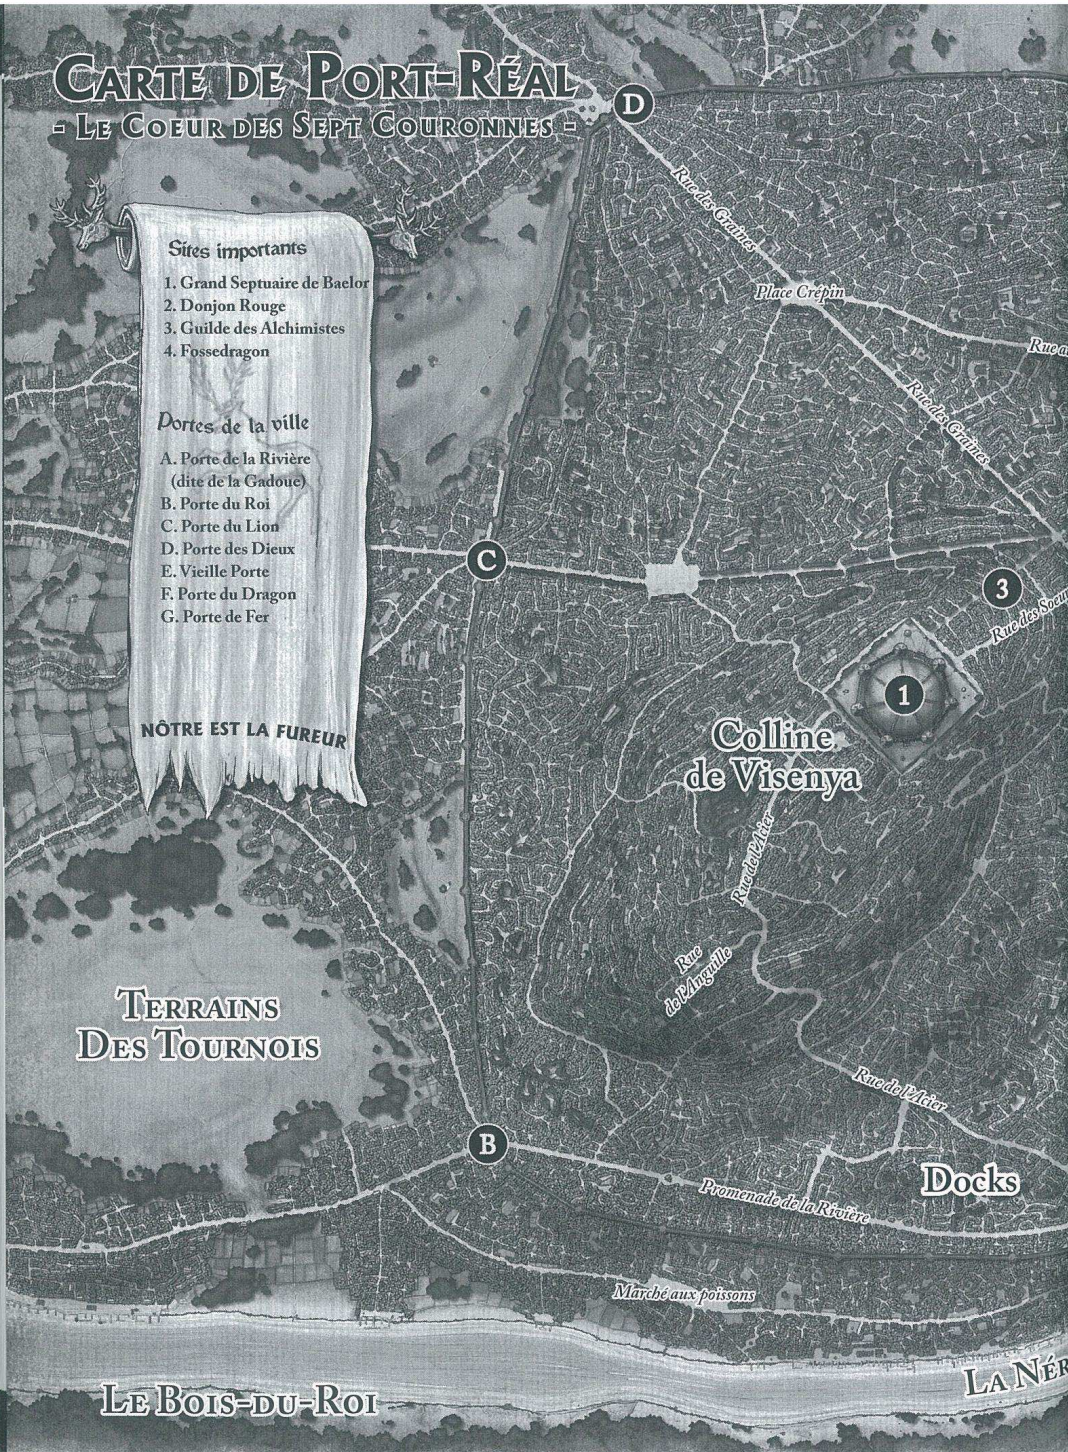 Carte de Port-Réal
- Le Coeur des Sept Couronnes -
D
Rue des Graines
Sites importants
1. Grand Septuaire de Baelor
2. Donjon Rouge
3. Guilde des Alchimistes
4. Fossedragon
Place Crépin
Rue a
Rue des Graines
Portes de la ville
A. Porte de la Rivière
(dite de la Gadoue)
B. Porte du Roi
C. Porte du Lion
D. Porte des Dieux
E. Vieille Porte
F. Porte du Dragon
G. Porte de Fer
C
3
Rue des Soeu
1
NÔTRE EST LA FUREUR
Colline
de Visenya
Rue de l'Acier
Rue
de l'Anguille
Terrains
Des Tournois
Rue de l'Acier
B
Docks
Promenade de la Rivière
Marché aux poissons
La Nér
Le Bois-du-Roi